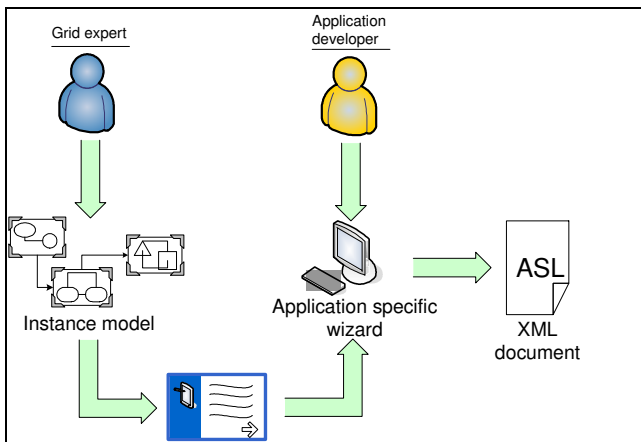 Grid expert
Application
developer
Instance model
Application specific
wizard
ASL
XML
document